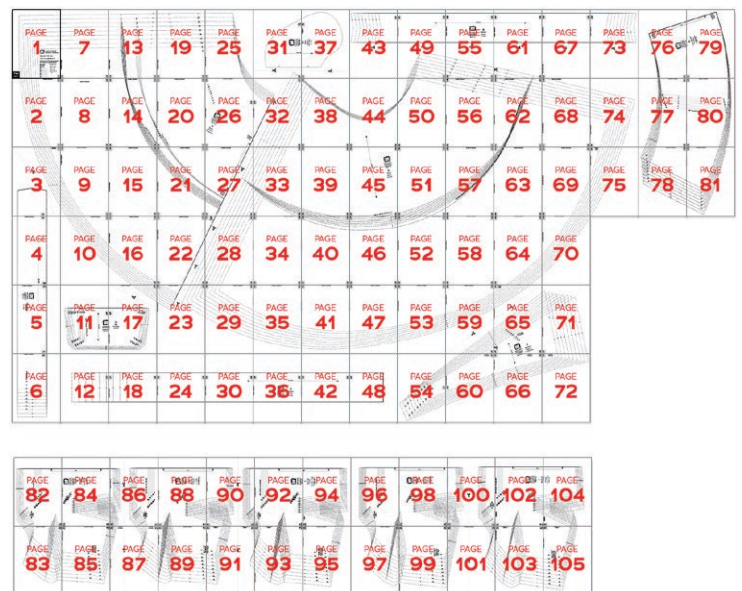 PAGE PAGE PAGE PAGE PAGE PAGE PAGE PAGE PAGE PAGE PAGE PAGE PAGE PAGE PAGE
1 7 13 19 25 31 37 43 49 55 61 67 73 76 79
PAGE PAGE PAGE PAGE PAGE PAGE PAGE PAGE PAGE PAGE PAGE PAGE PAGE PAGE PAGE
2 8 14 20 26 32 38 44 50 56 62 68 74 77 80
PAGE PAGE PAGE PAGE PAGE PAGE PAGE PAGE PAGE PAGE PAGE PAGE PAGE PAGE PAGE
3 9 15 21 27 33 39 45 51 57 63 69 75 78 81
PAGE PAGE PAGE PAGE PAGE PAGE PAGE PAGE PAGE PAGE PAGE PAGE
4 10 16 22 28 34 40 46 52 58 64 70
PAGE PAGE PAGE PAGE PAGE PAGE PAGE PAGE PAGE PAGE PAGE PAGE
5 11 17 23 29 35 41 47 53 59 65 71
PAGE PAGE PAGE PAGE PAGE PAGE PAGE PAGE PAGE PAGE PAGE PAGE
6 12 18 24 30 36 42 48 54 60 66 72
PAGE PAGE PAGE PAGE PAGE PAGE PAGE PAGE PAGE PAGE PAGE PAGE
82 84 86 88 90 92 94 96 98 100 102 104
PAGE PAGE PAGE PAGE PAGE PAGE PAGE PAGE PAGE PAGE PAGE PAGE
83 85 87 89 91 93 95 97 99 101 103 105